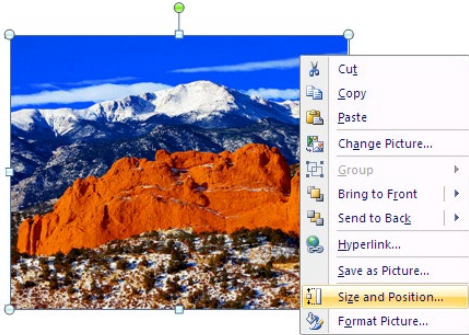 Cut
Copy
Paste
Change Picture...
Group
Bring to Front
Send to Back
Hyperlink...
Save as Picture...
Size and Position...
Format Picture...